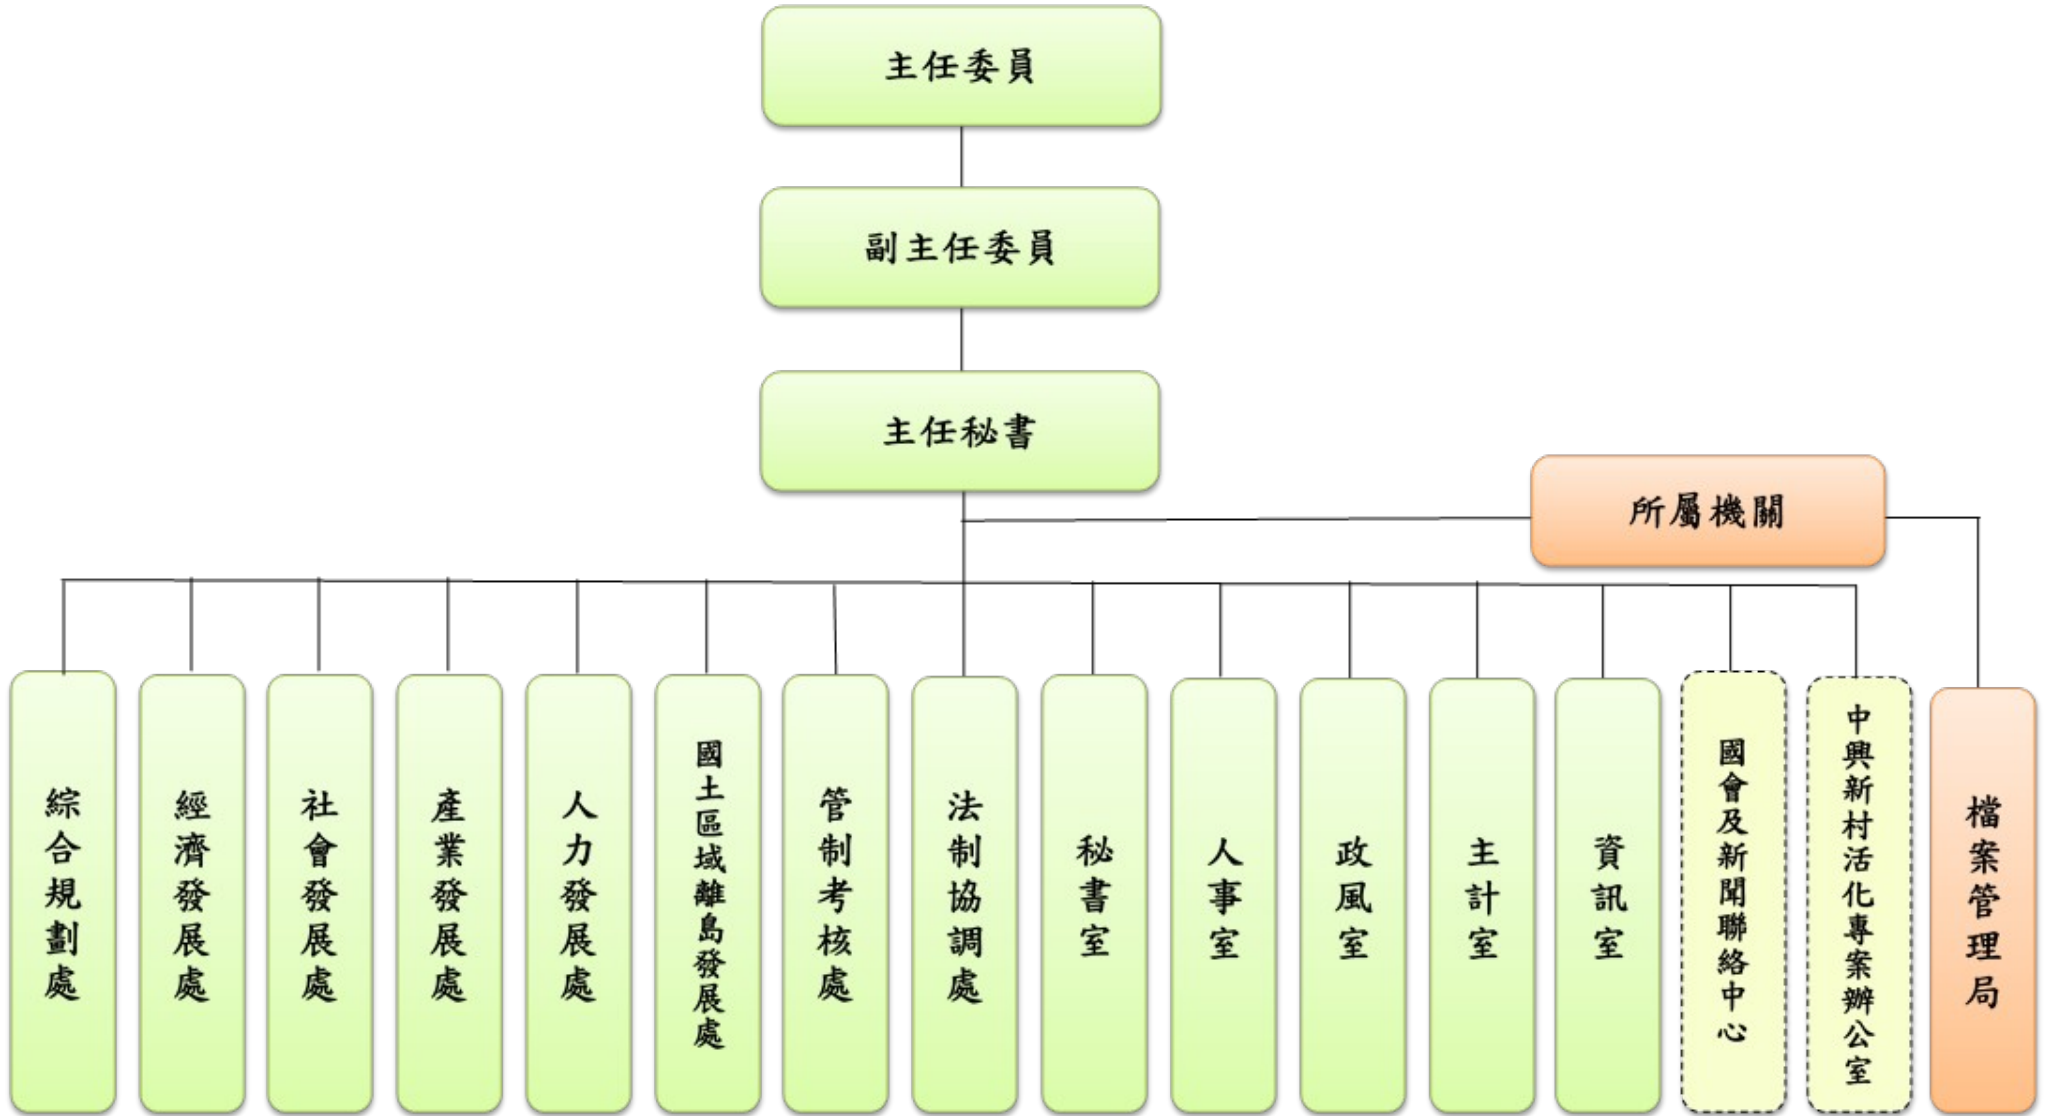 主任委員
副主任委員
主任秘書
所屬機關
綜合規劃處
經濟發展處
社會發展處
產業發展處
人力發展處
國土區域離島發展處
管制考核處
法制協調處
秘書室
人事室
政風室
主計室
資訊室
國會及新聞聯絡中心
中興新村活化專案辦公室
檔案管理局